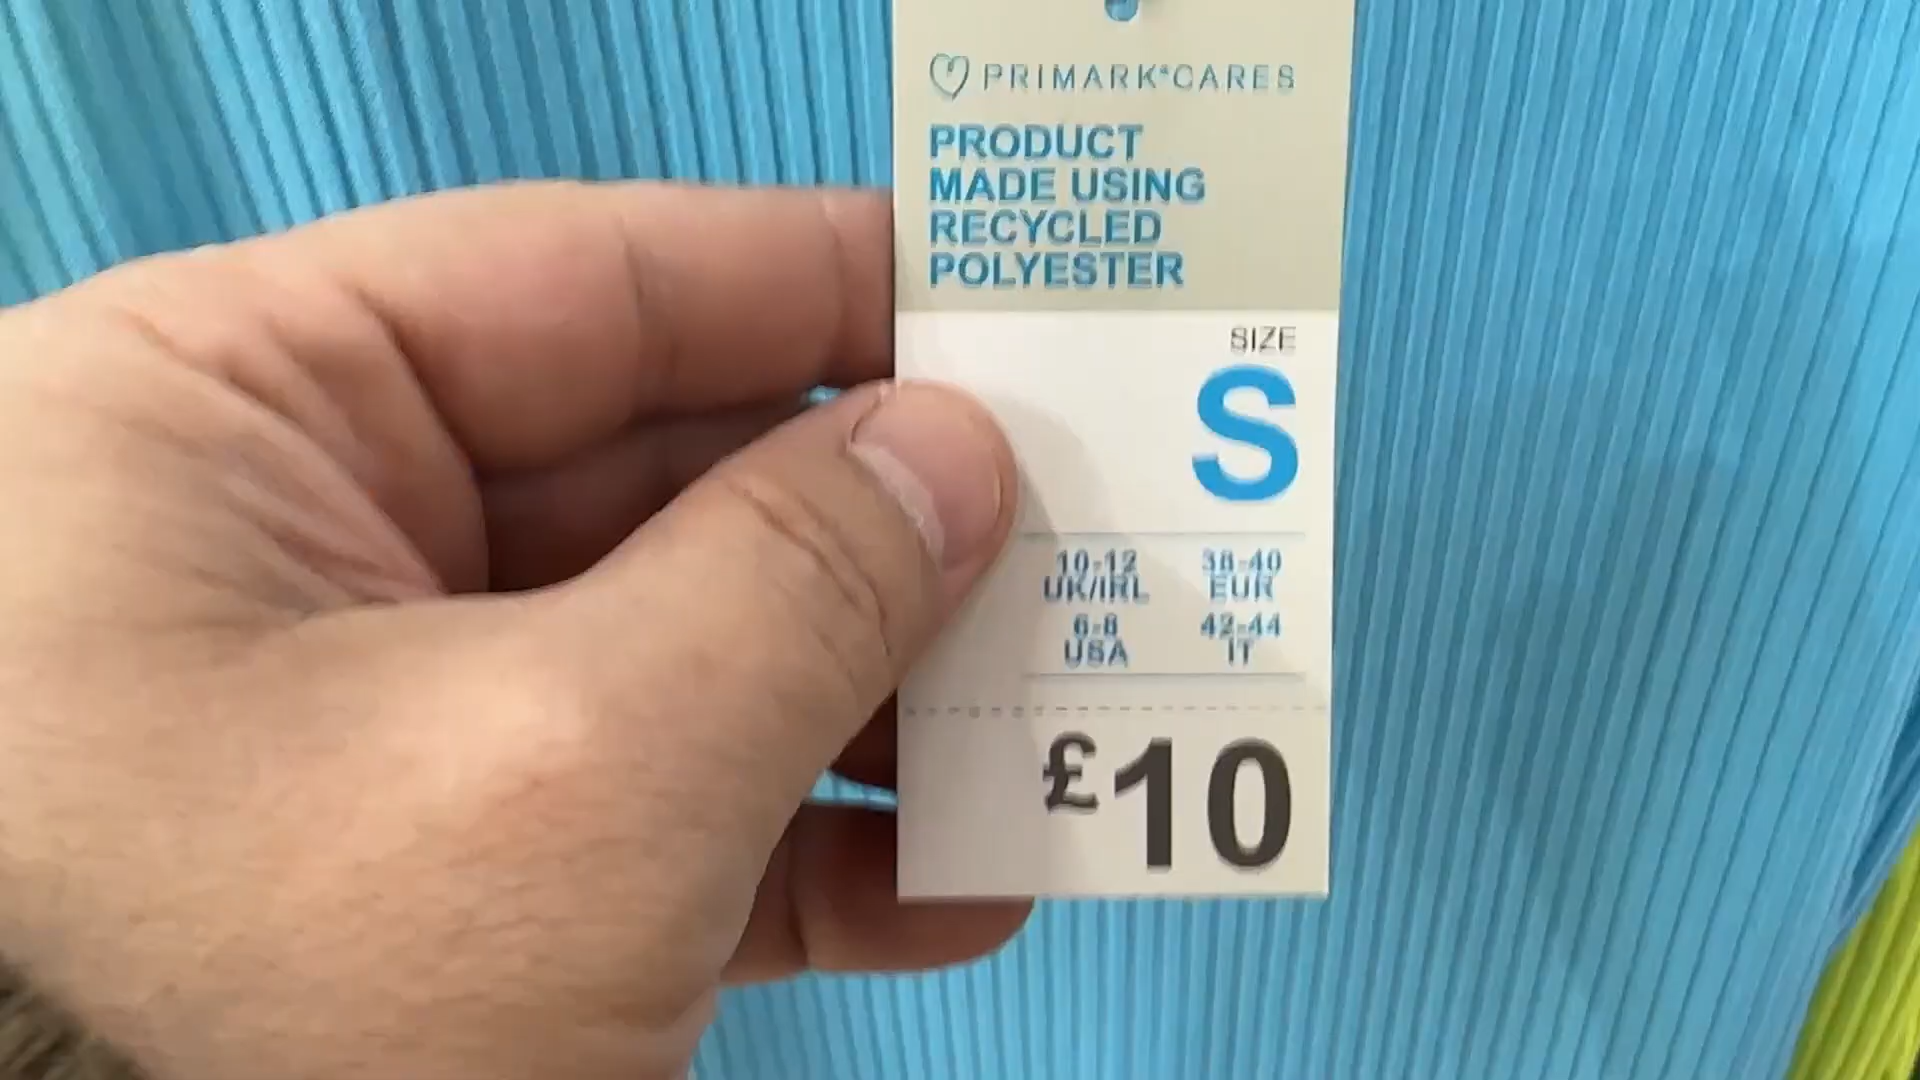 PRIMARK®CARES
PRODUCT
MADE USING
RECYCLED
POLYESTER
SIZE
S
10-12 38-40
UK/IRL EUR
6-8 42-44
USA IT
£10